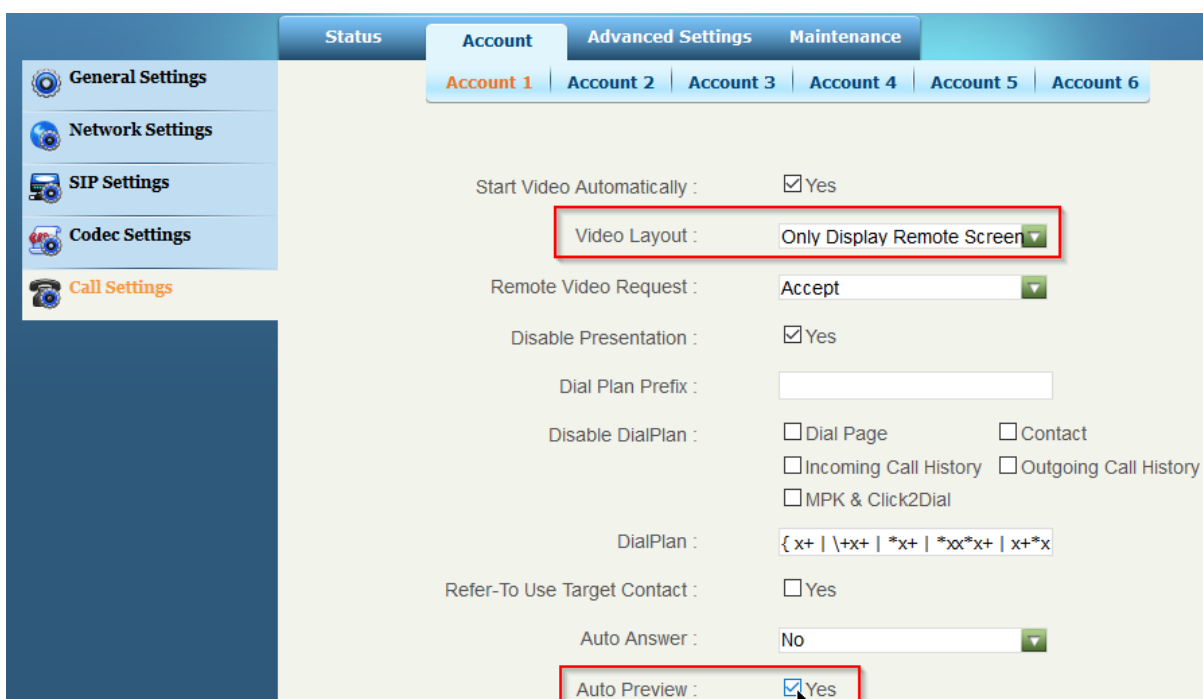 Status Account Advanced Settings Maintenance
Account 1 Account 2 Account 3 Account 4 Account 5 Account 6
General Settings
Network Settings
SIP Settings
Codec Settings
Call Settings
Start Video Automatically : Yes
Video Layout : Only Display Remote Screen
Remote Video Request : Accept
Disable Presentation : Yes
Dial Plan Prefix :
Disable DialPlan : Dial Page Contact
Incoming Call History Outgoing Call History
MPK & Click2Dial
DialPlan : { x+ | \+x+ | *x+ | *xx*x+ | x+*x
Refer-To Use Target Contact : Yes
Auto Answer : No
Auto Preview : Yes